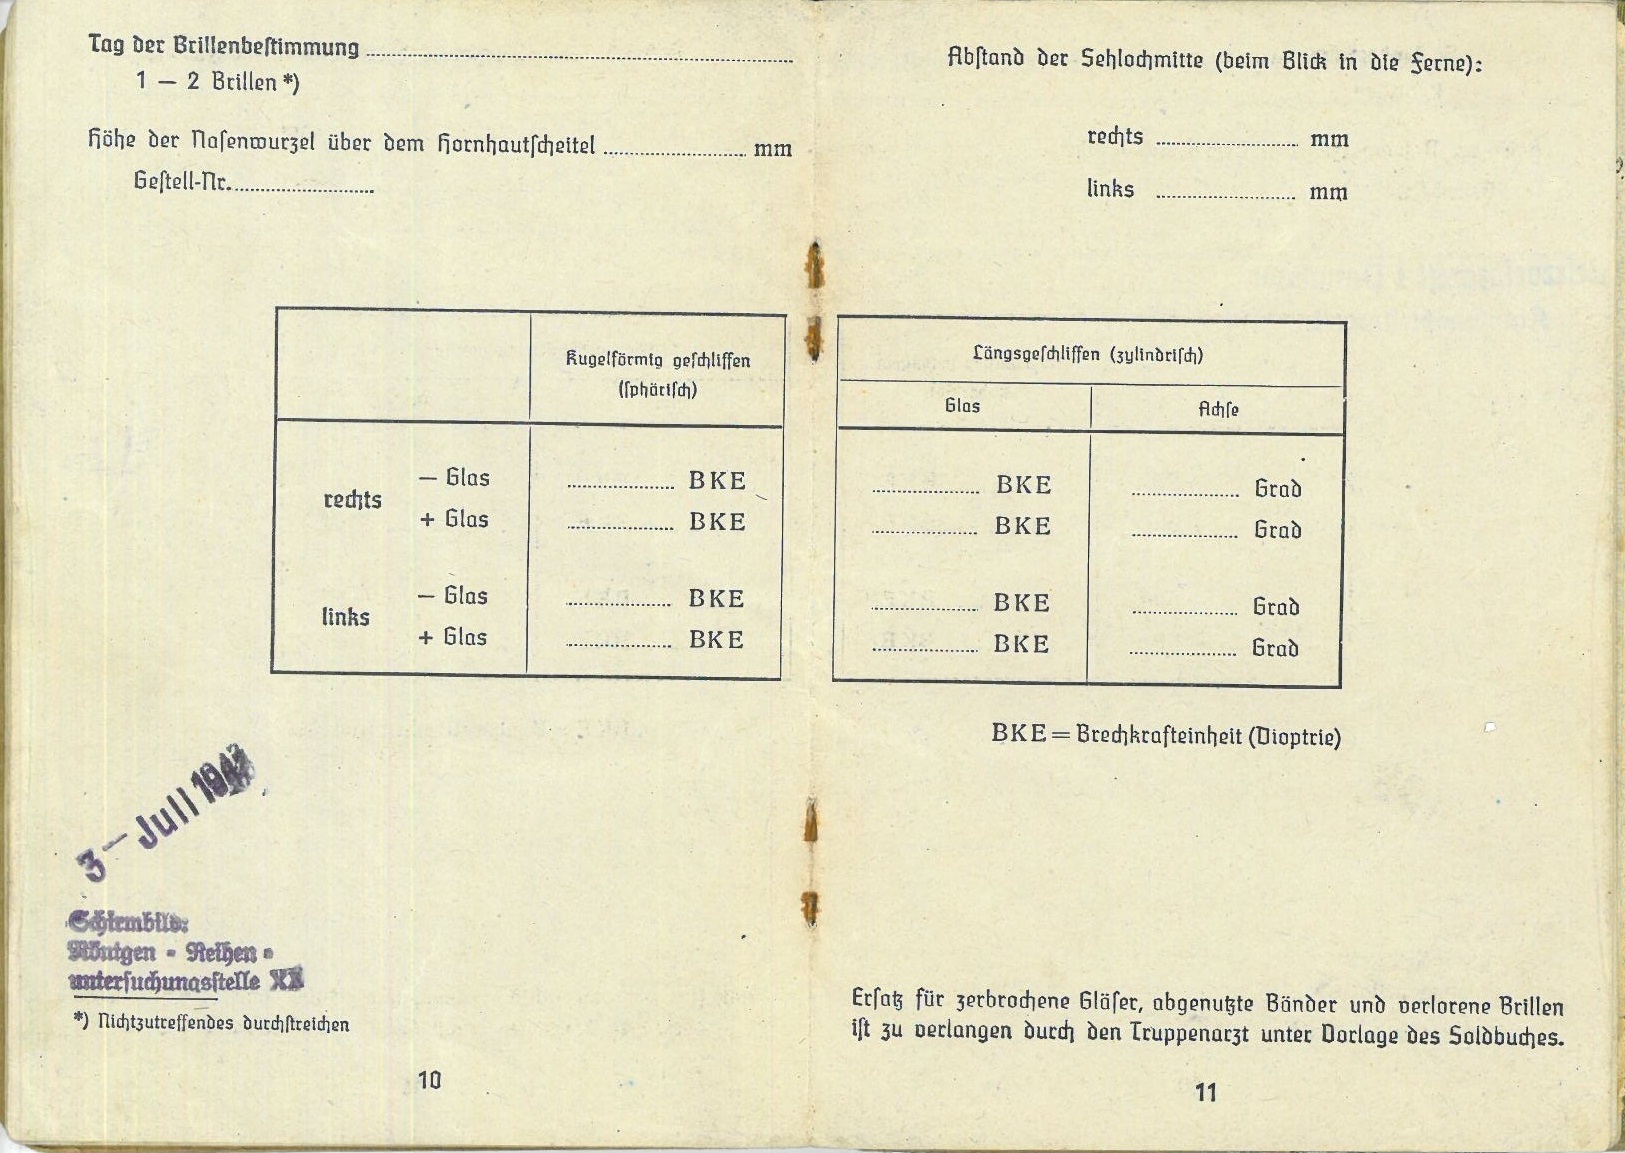 Tag der Brillenbeſtimmung
1 — 2 Brillen *)
Höhe der Naſenwurzel über dem Hornhautſcheitel mm
Geſtell-Nr.
Kugelförmig geſchliffen
(ſphäriſch)
rechts
— Glas BKE
+ Glas BKE
links
— Glas BKE
+ Glas BKE
3 — Juli
Schirmbild:
Röntgen - Reihen -
unterſuchungsſtelle
*) Nichtzutreffendes durchſtreichen
10
Abſtand der Sehlochmitte (beim Blick in die Ferne):
rechts mm
links mm
Längsgeſchliffen (zylindriſch)
Glas Achſe
BKE Grad
BKE Grad
BKE Grad
BKE Grad
BKE = Brechkrafteinheit (Dioptrie)
Erſatz für zerbrochene Gläſer, abgenutzte Bänder und verlorene Brillen
iſt zu verlangen durch den Truppenarzt unter Vorlage des Soldbuches.
11